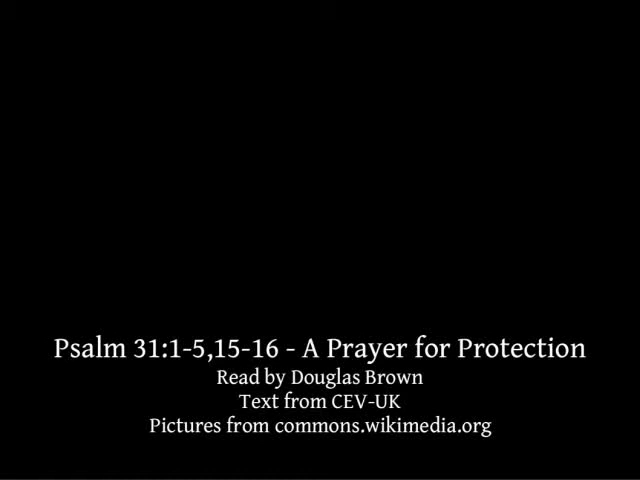 Psalm 31:1-5,15-16 - A Prayer for Protection
Read by Douglas Brown
Text from CEV-UK
Pictures from commons.wikimedia.org